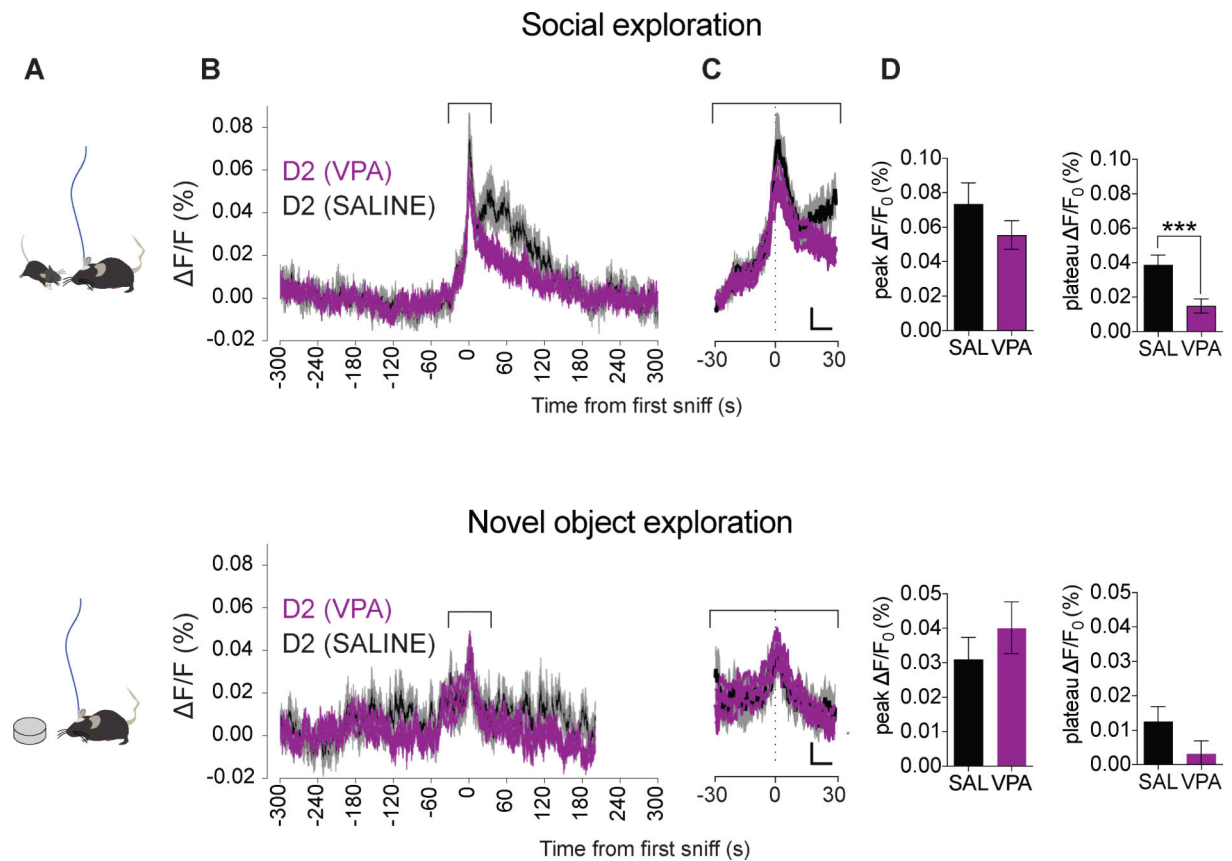 Social exploration
A
B
C
D
ΔF/F (%)
0.08
0.06
0.04
0.02
0.00
-0.02
D2 (VPA)
D2 (SALINE)
-300
-240
-180
-120
-60
0
60
120
180
240
300
-30
0
30
Time from first sniff (s)
peak ΔF/F0 (%)
0.10
0.08
0.06
0.04
0.02
0.00
SAL VPA
plateau ΔF/F0 (%)
0.10
0.08
0.06
0.04
0.02
0.00
***
SAL VPA
Novel object exploration
ΔF/F (%)
0.08
0.06
0.04
0.02
0.00
-0.02
D2 (VPA)
D2 (SALINE)
-300
-240
-180
-120
-60
0
60
120
180
240
300
-30
0
30
Time from first sniff (s)
peak ΔF/F0 (%)
0.05
0.04
0.03
0.02
0.01
0.00
SAL VPA
plateau ΔF/F0 (%)
0.05
0.04
0.03
0.02
0.01
0.00
SAL VPA